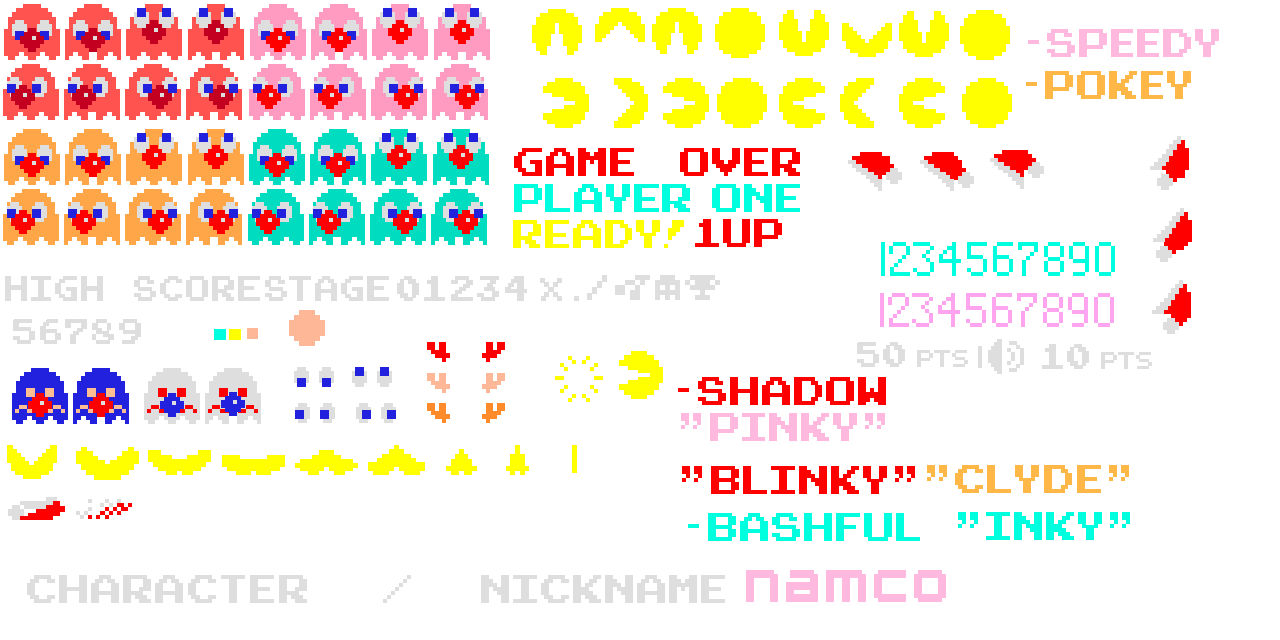 -SPEEDY
-POKEY
GAME OVER
PLAYER ONE
READY! 1UP
1234567890
HIGH SCORESTAGE01234 X./
1234567890
56789
50 PTS 10 PTS
-SHADOW
"PINKY"
"BLINKY" "CLYDE"
-BASHFUL "INKY"
CHARACTER / NICKNAME namco